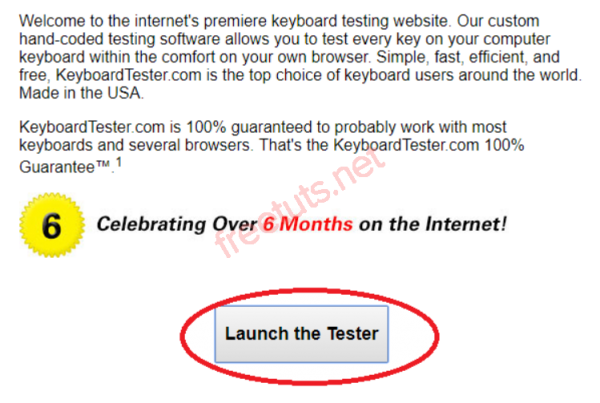 Welcome to the internet's premiere keyboard testing website. Our custom
hand-coded testing software allows you to test every key on your computer
keyboard within the comfort on your own browser. Simple, fast, efficient, and
free, KeyboardTester.com is the top choice of keyboard users around the world.
Made in the USA.
KeyboardTester.com is 100% guaranteed to probably work with most
keyboards and several browsers. That's the KeyboardTester.com 100%
Guarantee™.1
6 Celebrating Over 6 Months on the Internet!
freetuts.net
Launch the Tester